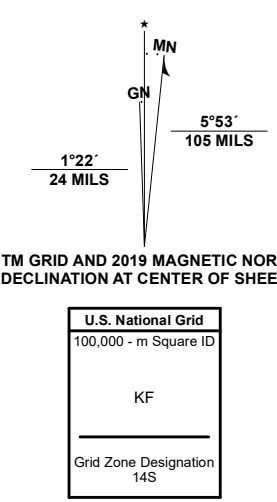 ★
MN
GN
5°53´
105 MILS
1°22´
24 MILS
TM GRID AND 2019 MAGNETIC NOR
DECLINATION AT CENTER OF SHEE
U.S. National Grid
100,000 - m Square ID
KF
Grid Zone Designation
14S